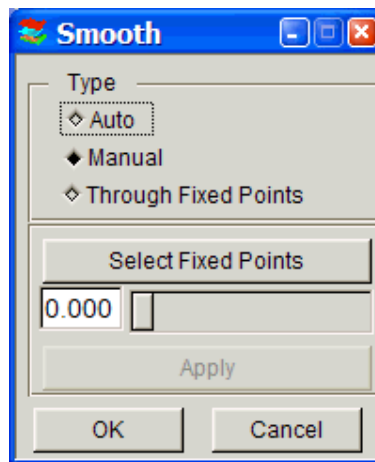 Smooth
Type
Auto
Manual
Through Fixed Points
Select Fixed Points
0.000
Apply
OK
Cancel